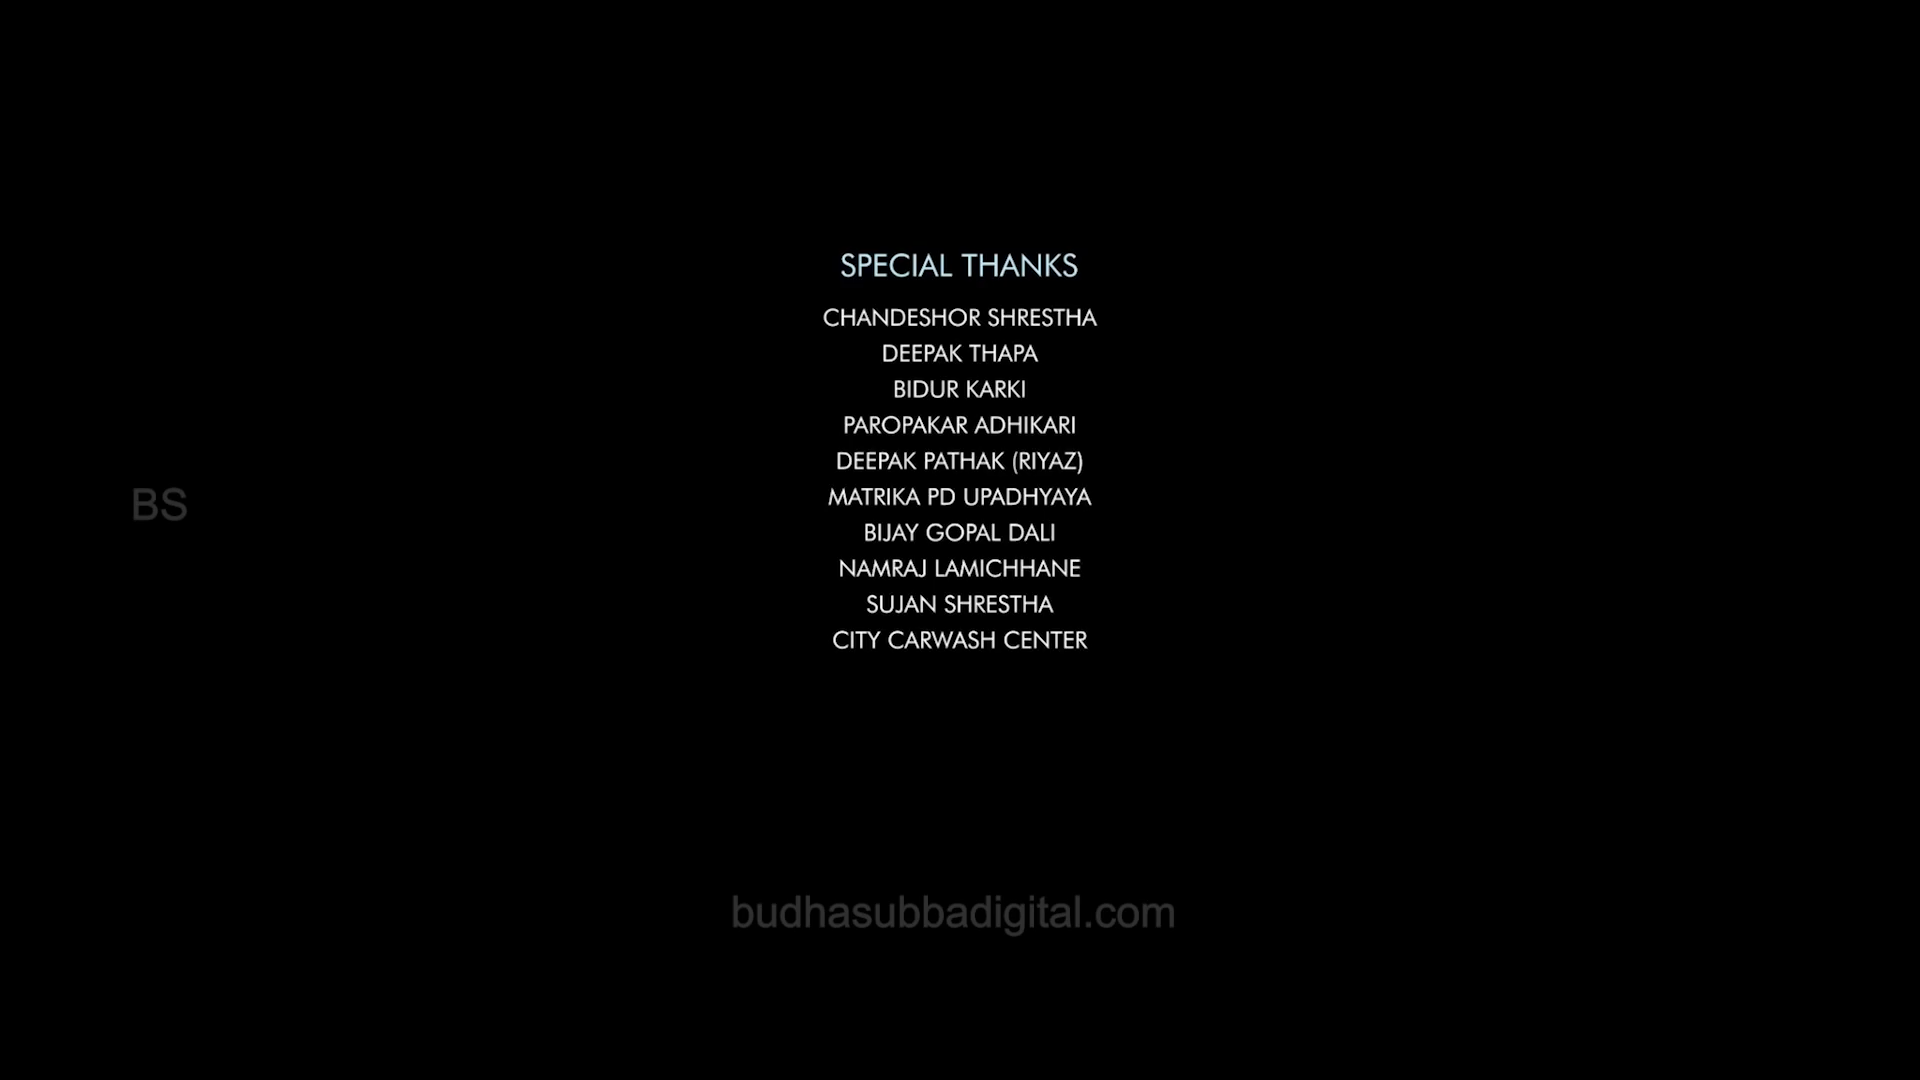 SPECIAL THANKS
CHANDESHOR SHRESTHA
DEEPAK THAPA
BIDUR KARKI
PAROPAKAR ADHIKARI
DEEPAK PATHAK (RIYAZ)
MATRIKA PD UPADHYAYA
BS
BIJAY GOPAL DALI
NAMRAJ LAMICHHANE
SUJAN SHRESTHA
CITY CARWASH CENTER
budhasubbadigital.com